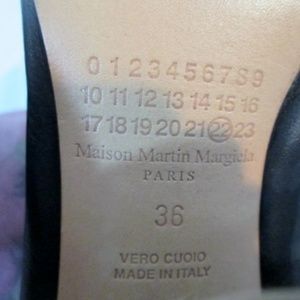 0 1 2 3 4 5 6 7 8 9
10 11 12 13 14 15 16
17 18 19 20 21 22 23
Maison Martin Margiela
PARIS
36
VERO CUOIO
MADE IN ITALY